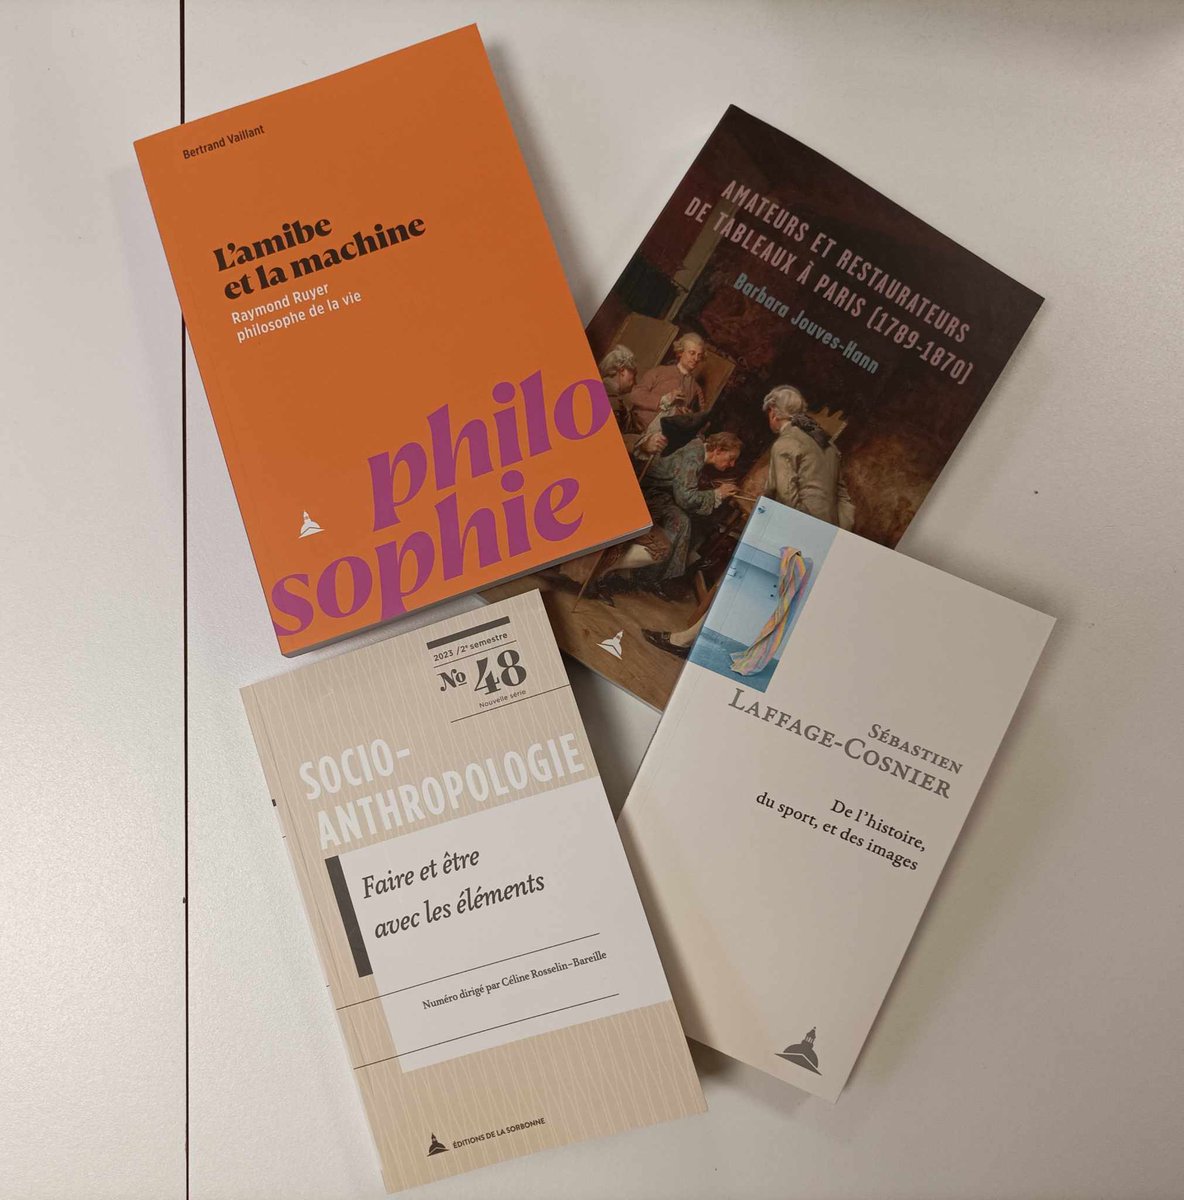 Bertrand Vaillant
L'amibe
et la machine
Raymond Ruyer
philosophe de la vie
philo
sophie
AMATEURS ET RESTAURATEURS
DE TABLEAUX À PARIS (1789-1870)
Barbara Jouves-Hann
2023 / 2e semestre
No 48
Nouvelle série
SOCIO-
ANTHROPOLOGIE
Faire et être
avec les éléments
Numéro dirigé par Céline Rosselin-Bareille
ÉDITIONS DE LA SORBONNE
SÉBASTIEN
LAFFAGE-COSNIER
De l'histoire,
du sport, et des images